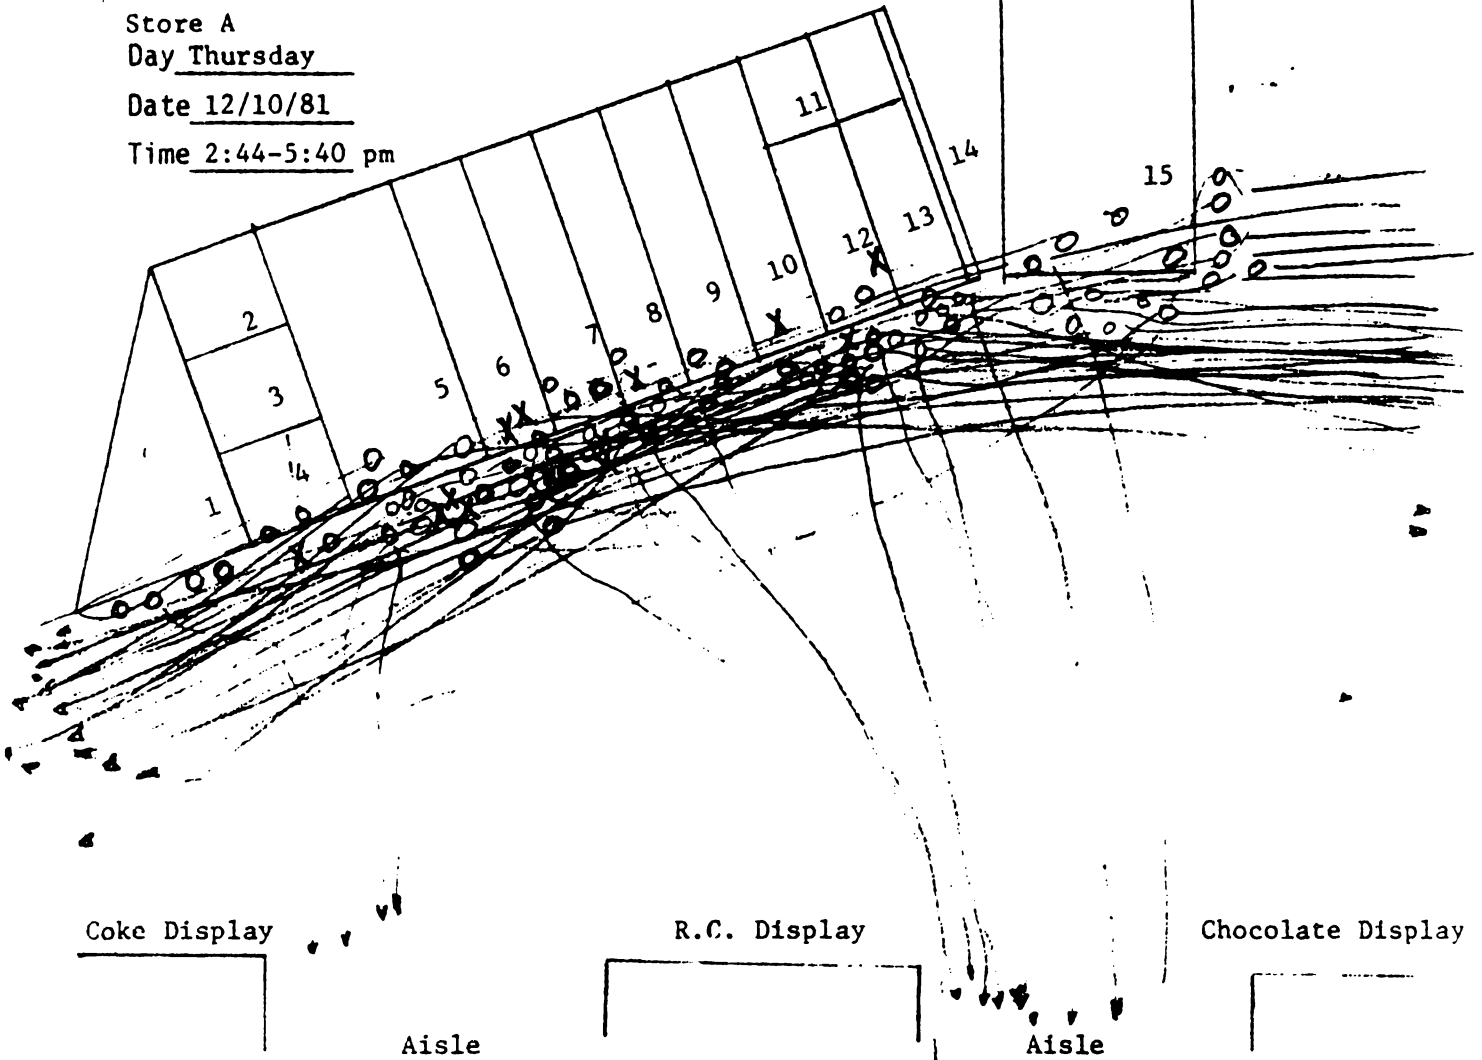 Store A
Day Thursday
Date 12/10/81
Time 2:44-5:40 pm
11
14
15
2
13
12
10
9
8
7
6
5
3
4
1
X
X
X
X X
X
X
Coke Display
R.C. Display
Chocolate Display
Aisle
Aisle